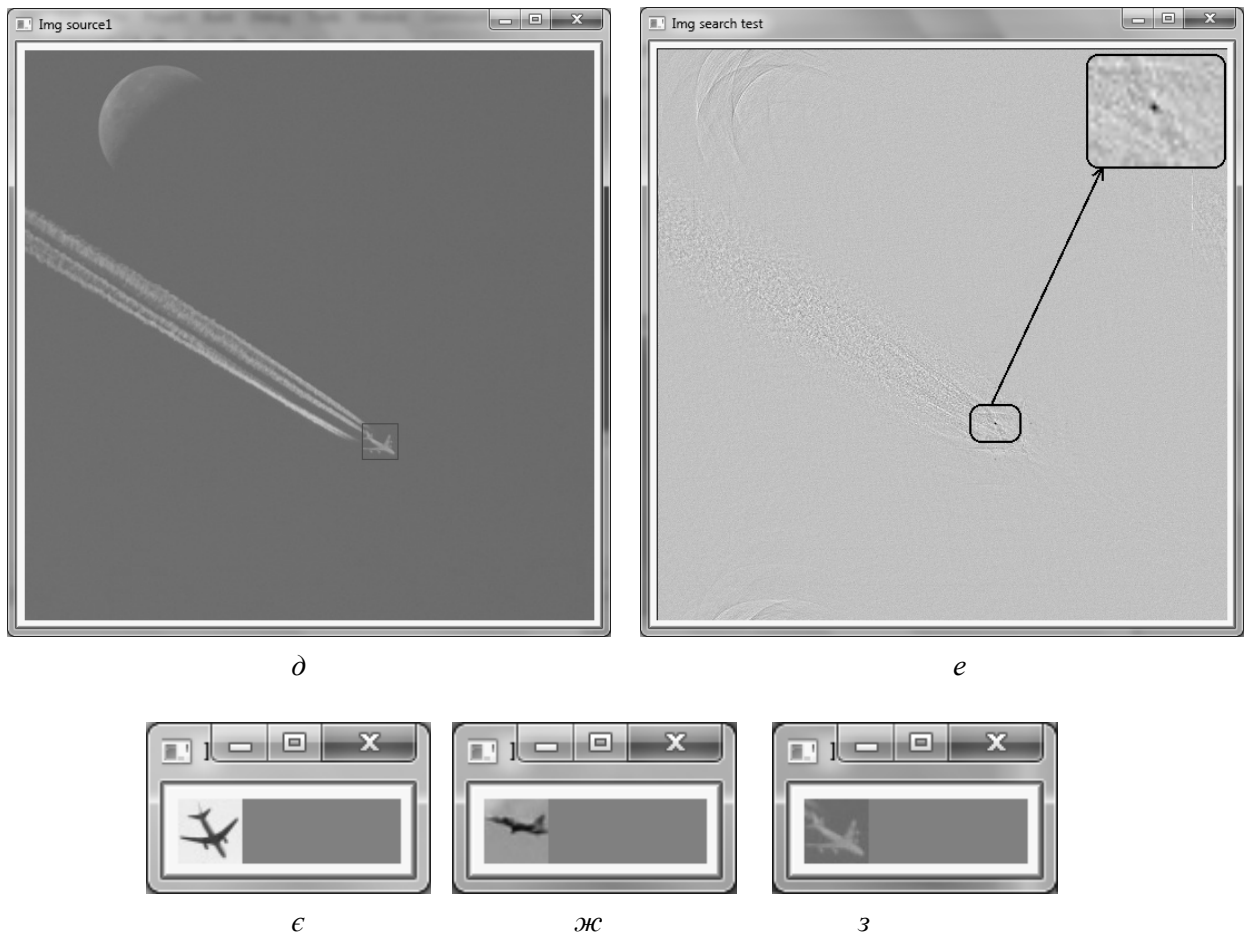 Img source1
Img search test
д
е
є
ж
з